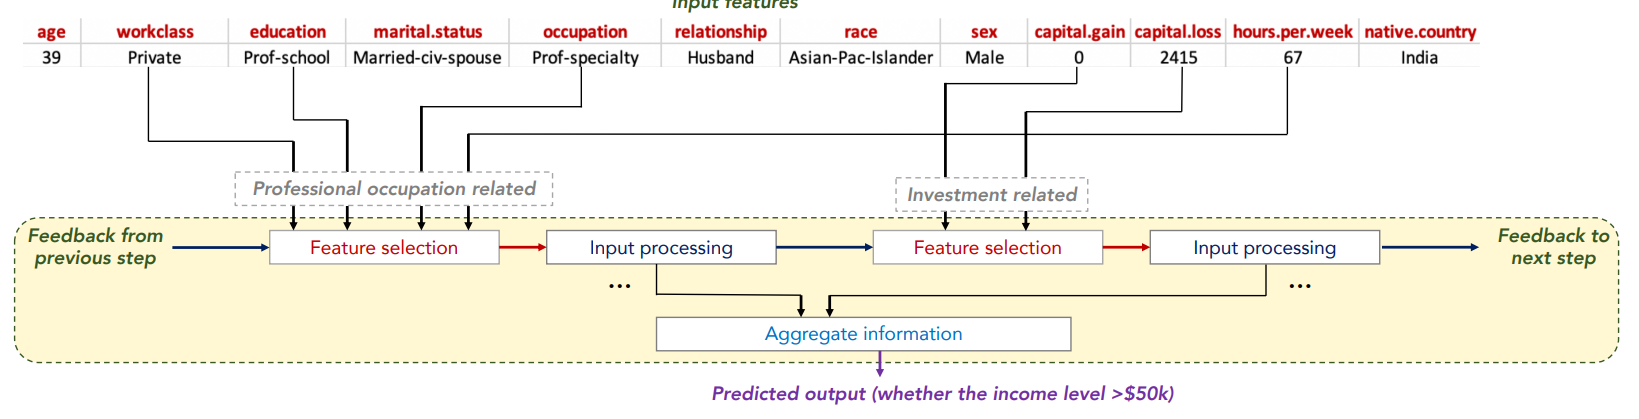 Input features
age workclass education marital.status occupation relationship race sex capital.gain capital.loss hours.per.week native.country
39 Private Prof-school Married-civ-spouse Prof-specialty Husband Asian-Pac-Islander Male 0 2415 67 India
Professional occupation related
Investment related
Feedback from
previous step
Feature selection
Input processing
Feature selection
Input processing
Feedback to
next step
...
...
Aggregate information
Predicted output (whether the income level >$50k)